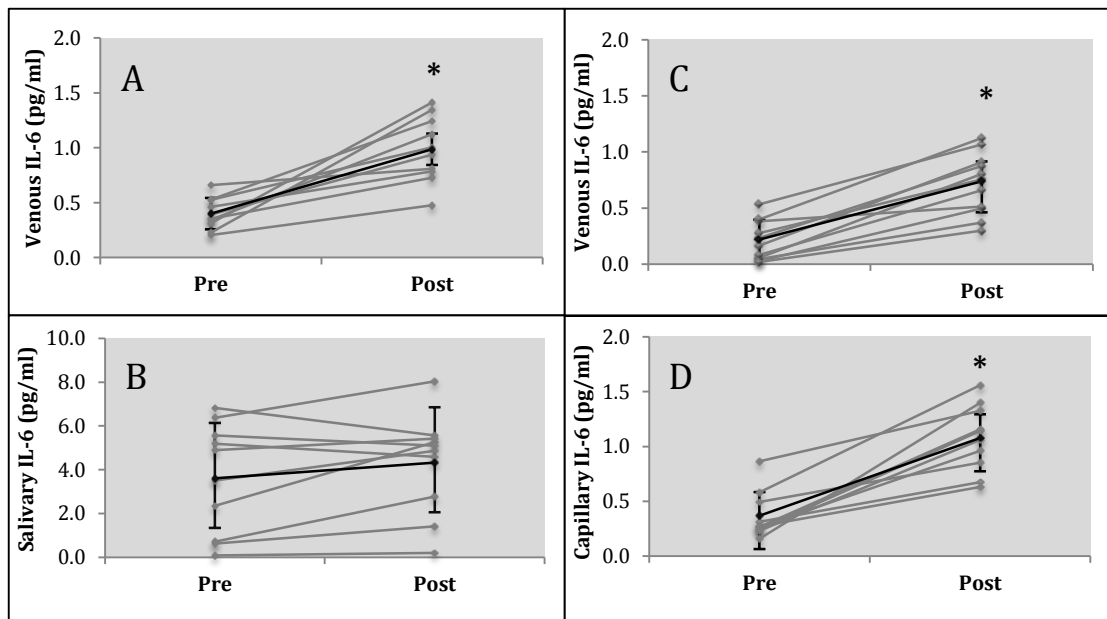 Venous IL-6 (pg/ml)
2.0
1.5
1.0
0.5
0.0
A
*
Pre
Post
Venous IL-6 (pg/ml)
2.0
1.5
1.0
0.5
0.0
C
*
Pre
Post
Salivary IL-6 (pg/ml)
10.0
8.0
6.0
4.0
2.0
0.0
B
Pre
Post
Capillary IL-6 (pg/ml)
2.0
1.5
1.0
0.5
0.0
D
*
Pre
Post